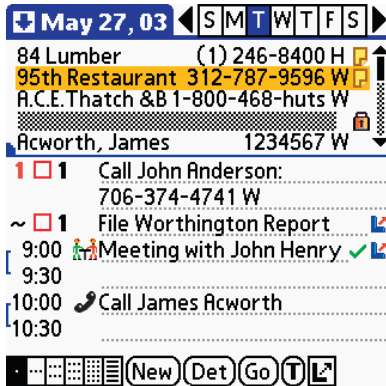 May 27, 03 S M T W T F S
84 Lumber (1) 246-8400 H
95th Restaurant 312-787-9596 W
A.C.E.Thatch &B 1-800-468-huts W
Acworth, James 1234567 W
1 1 Call John Anderson:
706-374-4741 W
~ 1 File Worthington Report
9:00 Meeting with John Henry
9:30
10:00 Call James Acworth
10:30
New Det Go T